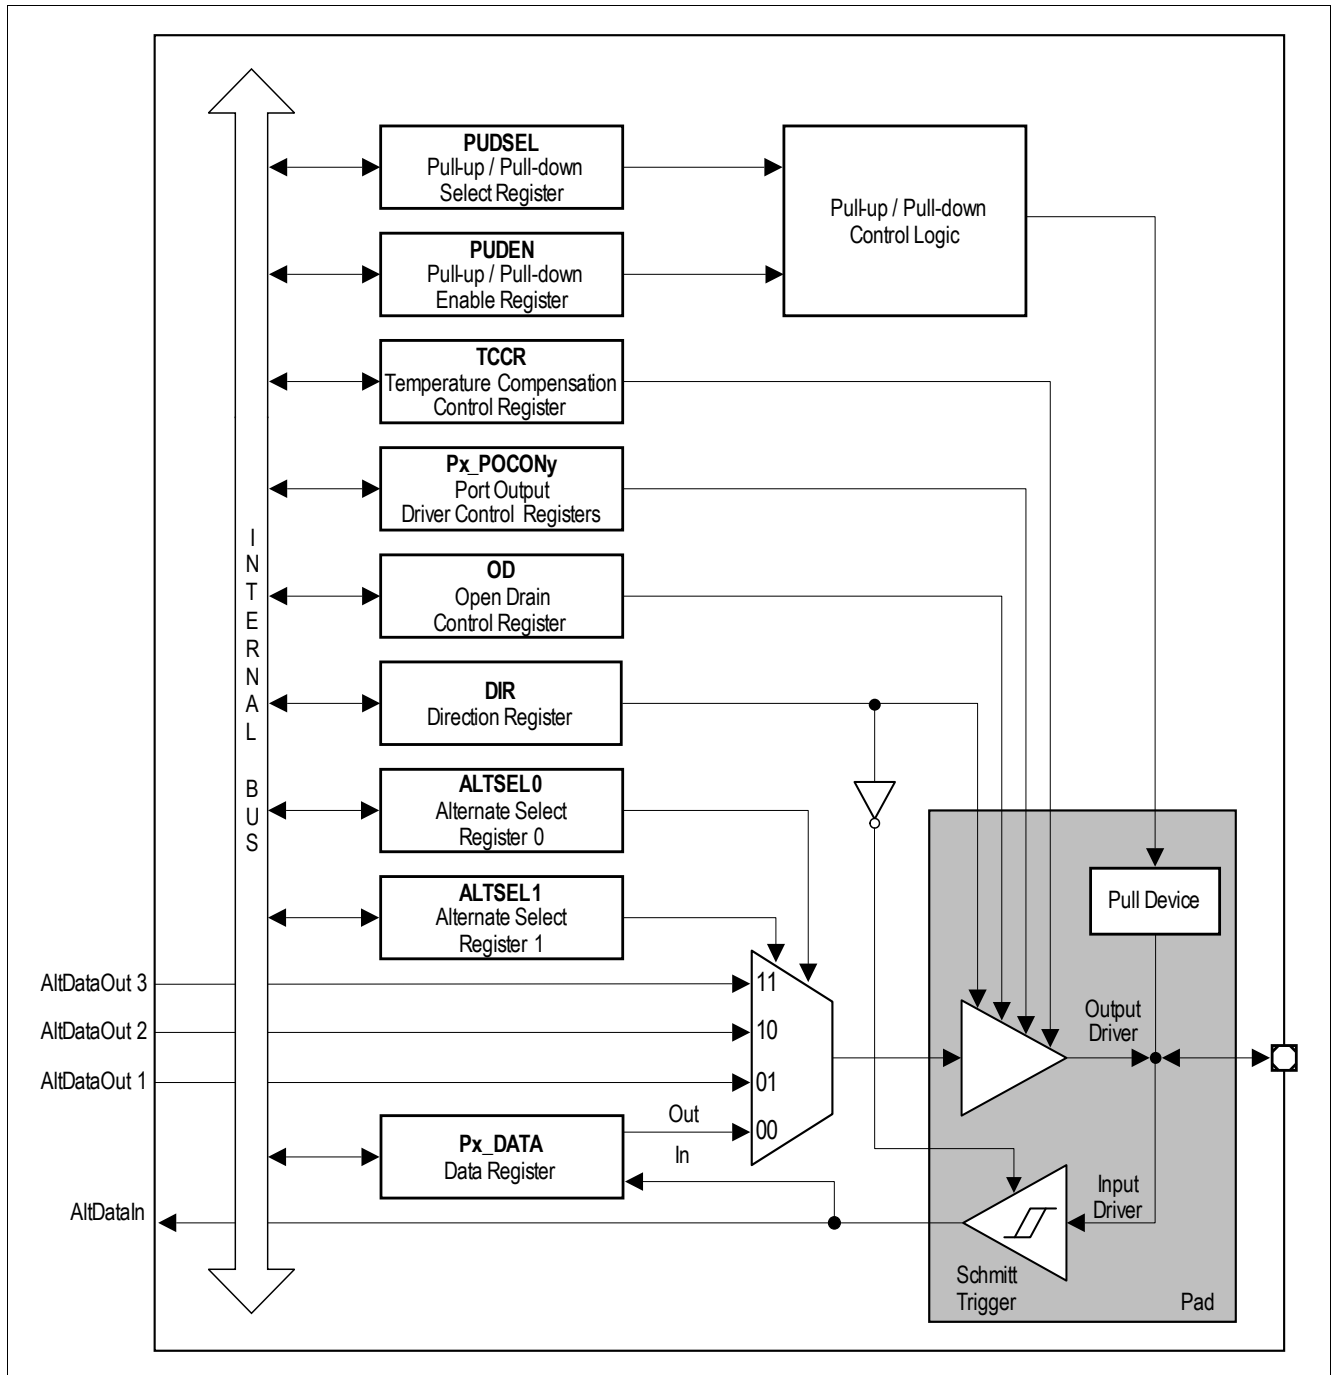 PUDSEL
Pull-up / Pull-down
Select Register
Pull-up / Pull-down
Control Logic
PUDEN
Pull-up / Pull-down
Enable Register
TCCR
Temperature Compensation
Control Register
Px_POCONy
Port Output
Driver Control Registers
OD
Open Drain
Control Register
INTERNAL BUS
DIR
Direction Register
ALTSEL0
Alternate Select
Register 0
ALTSEL1
Alternate Select
Register 1
Pull Device
AltDataOut 3
11
AltDataOut 2
10
AltDataOut 1
01
00
Output
Driver
Out
In
Px_DATA
Data Register
AltDataIn
Input
Driver
Schmitt
Trigger
Pad